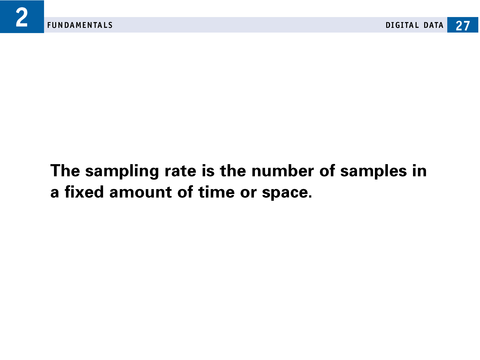 2
FUNDAMENTALS
DIGITAL DATA 27
The sampling rate is the number of samples in
a fixed amount of time or space.